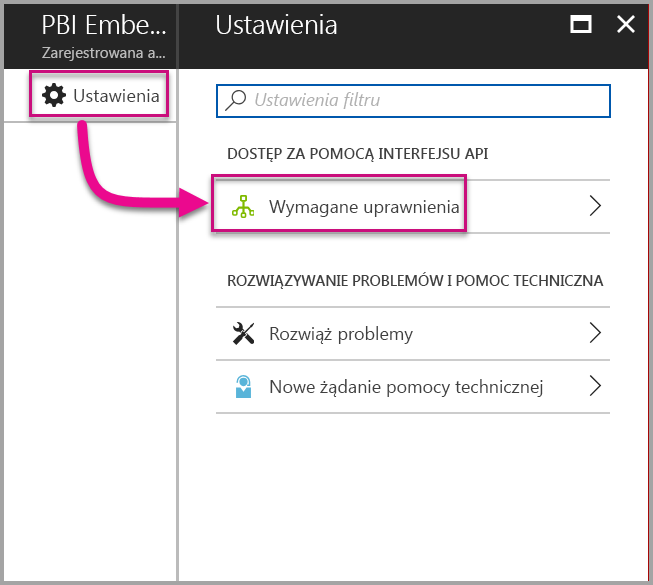 PBI Embe...
Zarejestrowana a...
Ustawienia
Ustawienia
Ustawienia filtru
DOSTĘP ZA POMOCĄ INTERFEJSU API
Wymagane uprawnienia
ROZWIĄZYWANIE PROBLEMÓW I POMOC TECHNICZNA
Rozwiąż problemy
Nowe żądanie pomocy technicznej